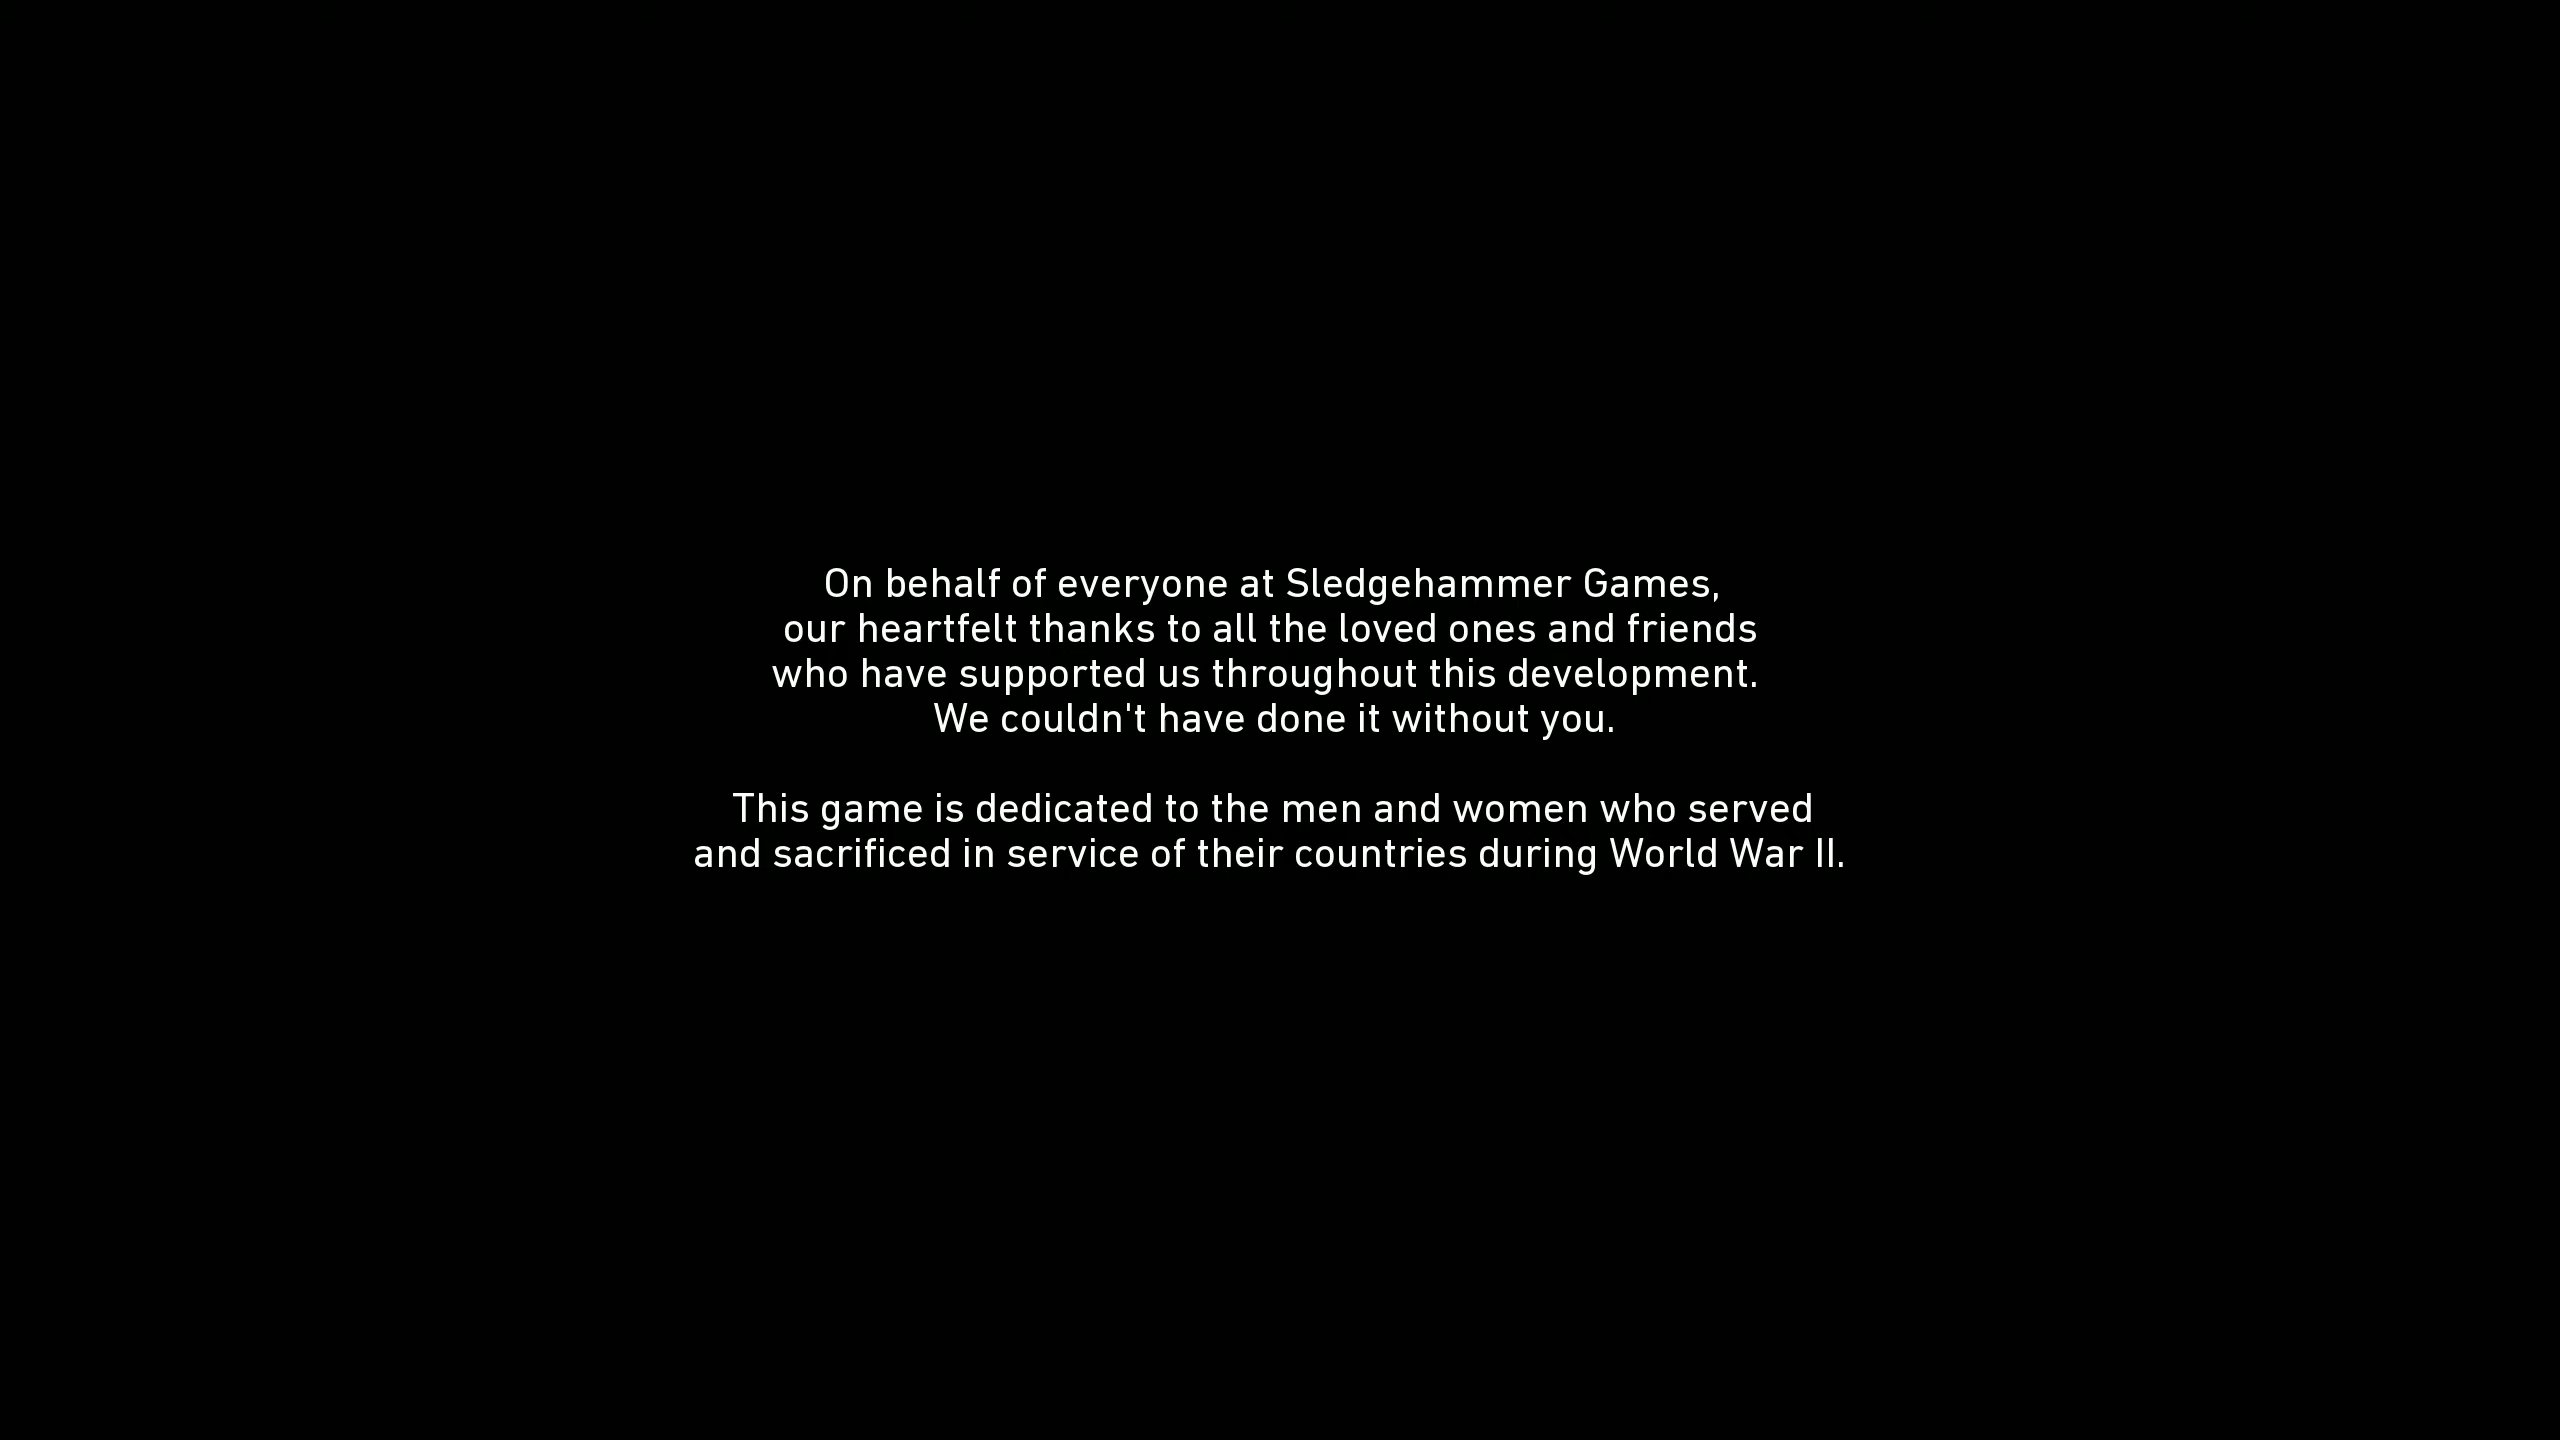 On behalf of everyone at Sledgehammer Games,
our heartfelt thanks to all the loved ones and friends
who have supported us throughout this development.
We couldn't have done it without you.
This game is dedicated to the men and women who served
and sacrificed in service of their countries during World War II.